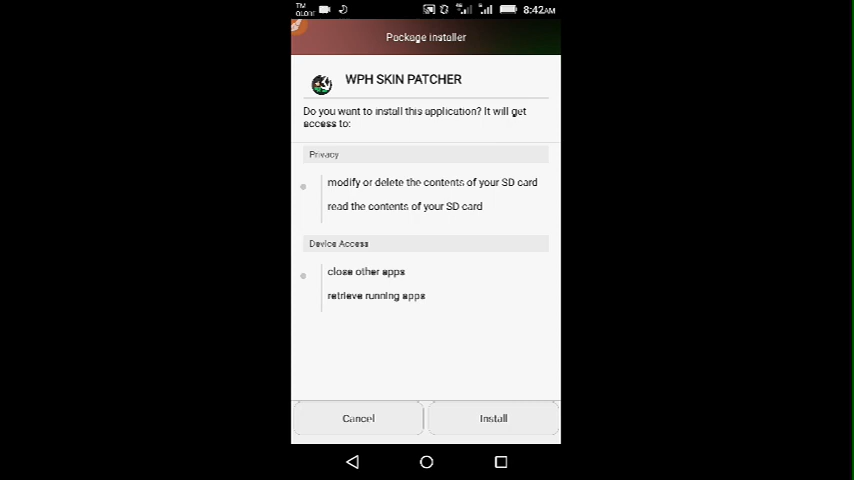 TM
8:42AM
Package installer
WPH SKIN PATCHER
Do you want to install this application? It will get
access to:
Privacy
modify or delete the contents of your SD card
read the contents of your SD card
Device Access
close other apps
retrieve running apps
Cancel
Install